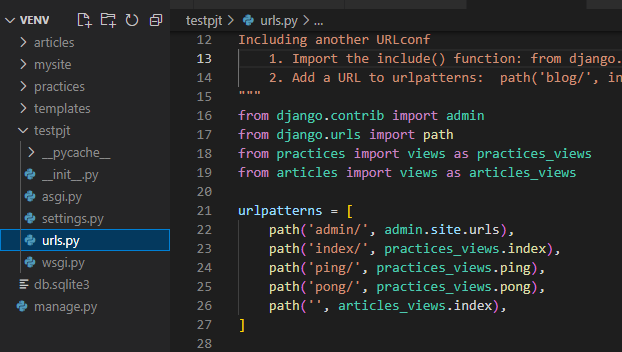 VENV
articles
mysite
practices
templates
testpjt
__pycache__
__init__.py
asgi.py
settings.py
urls.py
wsgi.py
db.sqlite3
manage.py
testpjt > urls.py > ...
12 Including another URLconf
13     1. Import the include() function: from django.
14     2. Add a URL to urlpatterns:  path('blog/', in
15 """
16 from django.contrib import admin
17 from django.urls import path
18 from practices import views as practices_views
19 from articles import views as articles_views
20
21 urlpatterns = [
22     path('admin/', admin.site.urls),
23     path('index/', practices_views.index),
24     path('ping/', practices_views.ping),
25     path('pong/', practices_views.pong),
26     path('', articles_views.index),
27 ]
28